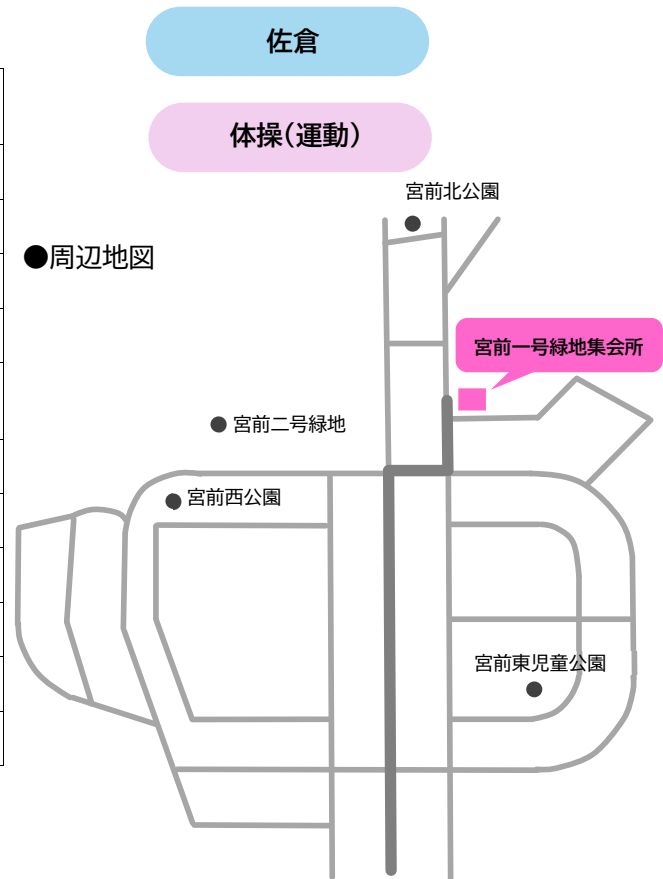 佐倉
体操(運動)
宮前北公園
●周辺地図
宮前一号緑地集会所
宮前二号緑地
宮前西公園
宮前東児童公園